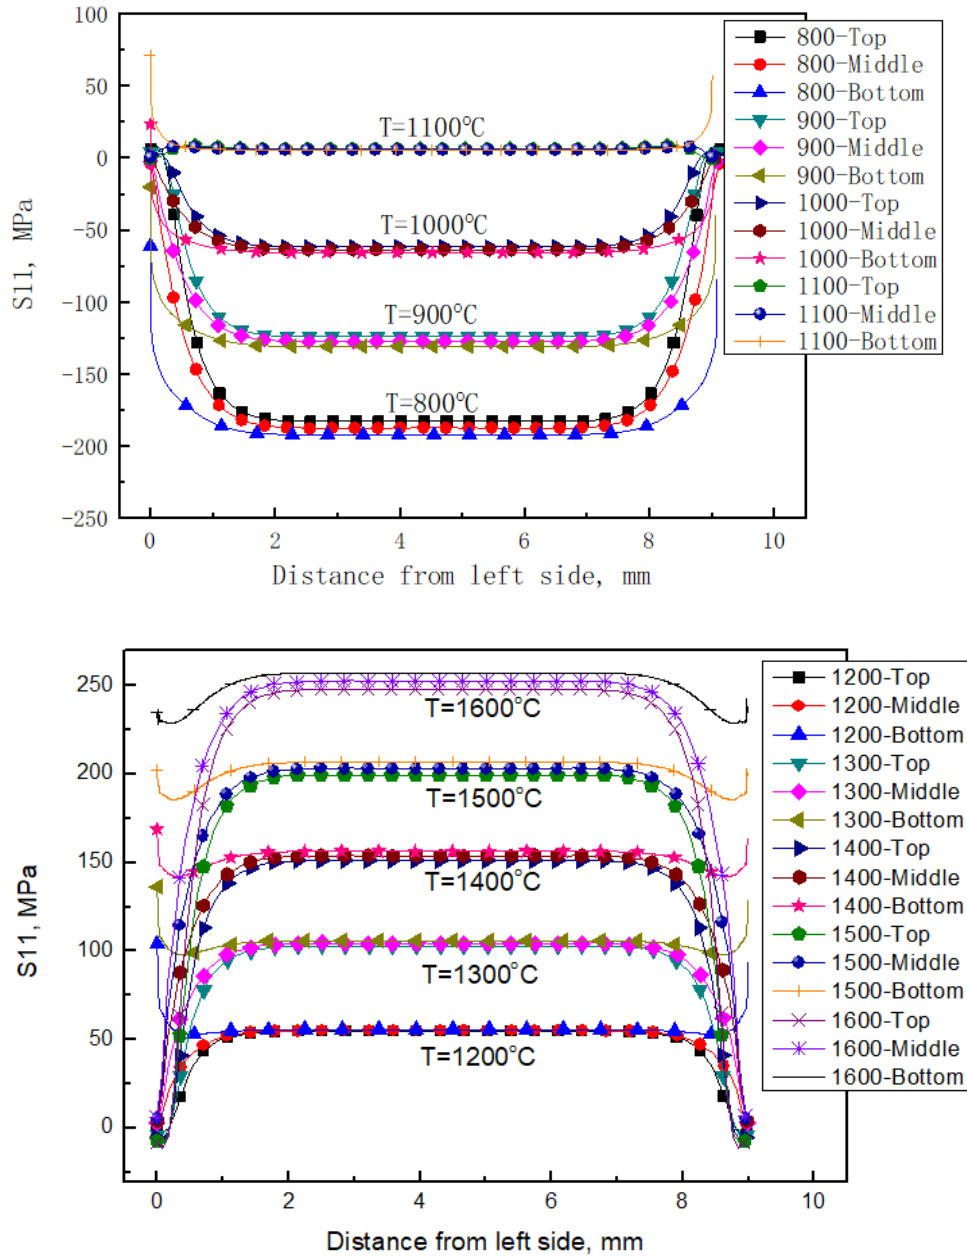 100
50
0
-50
-100
-150
-200
-250
S11, MPa
T=1100℃
T=1000℃
T=900℃
T=800℃
800-Top
800-Middle
800-Bottom
900-Top
900-Middle
900-Bottom
1000-Top
1000-Middle
1000-Bottom
1100-Top
1100-Middle
1100-Bottom
0 2 4 6 8 10
Distance from left side, mm
250
200
150
100
50
0
S11, MPa
T=1600°C
T=1500°C
T=1400°C
T=1300°C
T=1200°C
1200-Top
1200-Middle
1200-Bottom
1300-Top
1300-Middle
1300-Bottom
1400-Top
1400-Middle
1400-Bottom
1500-Top
1500-Middle
1500-Bottom
1600-Top
1600-Middle
1600-Bottom
0 2 4 6 8 10
Distance from left side, mm